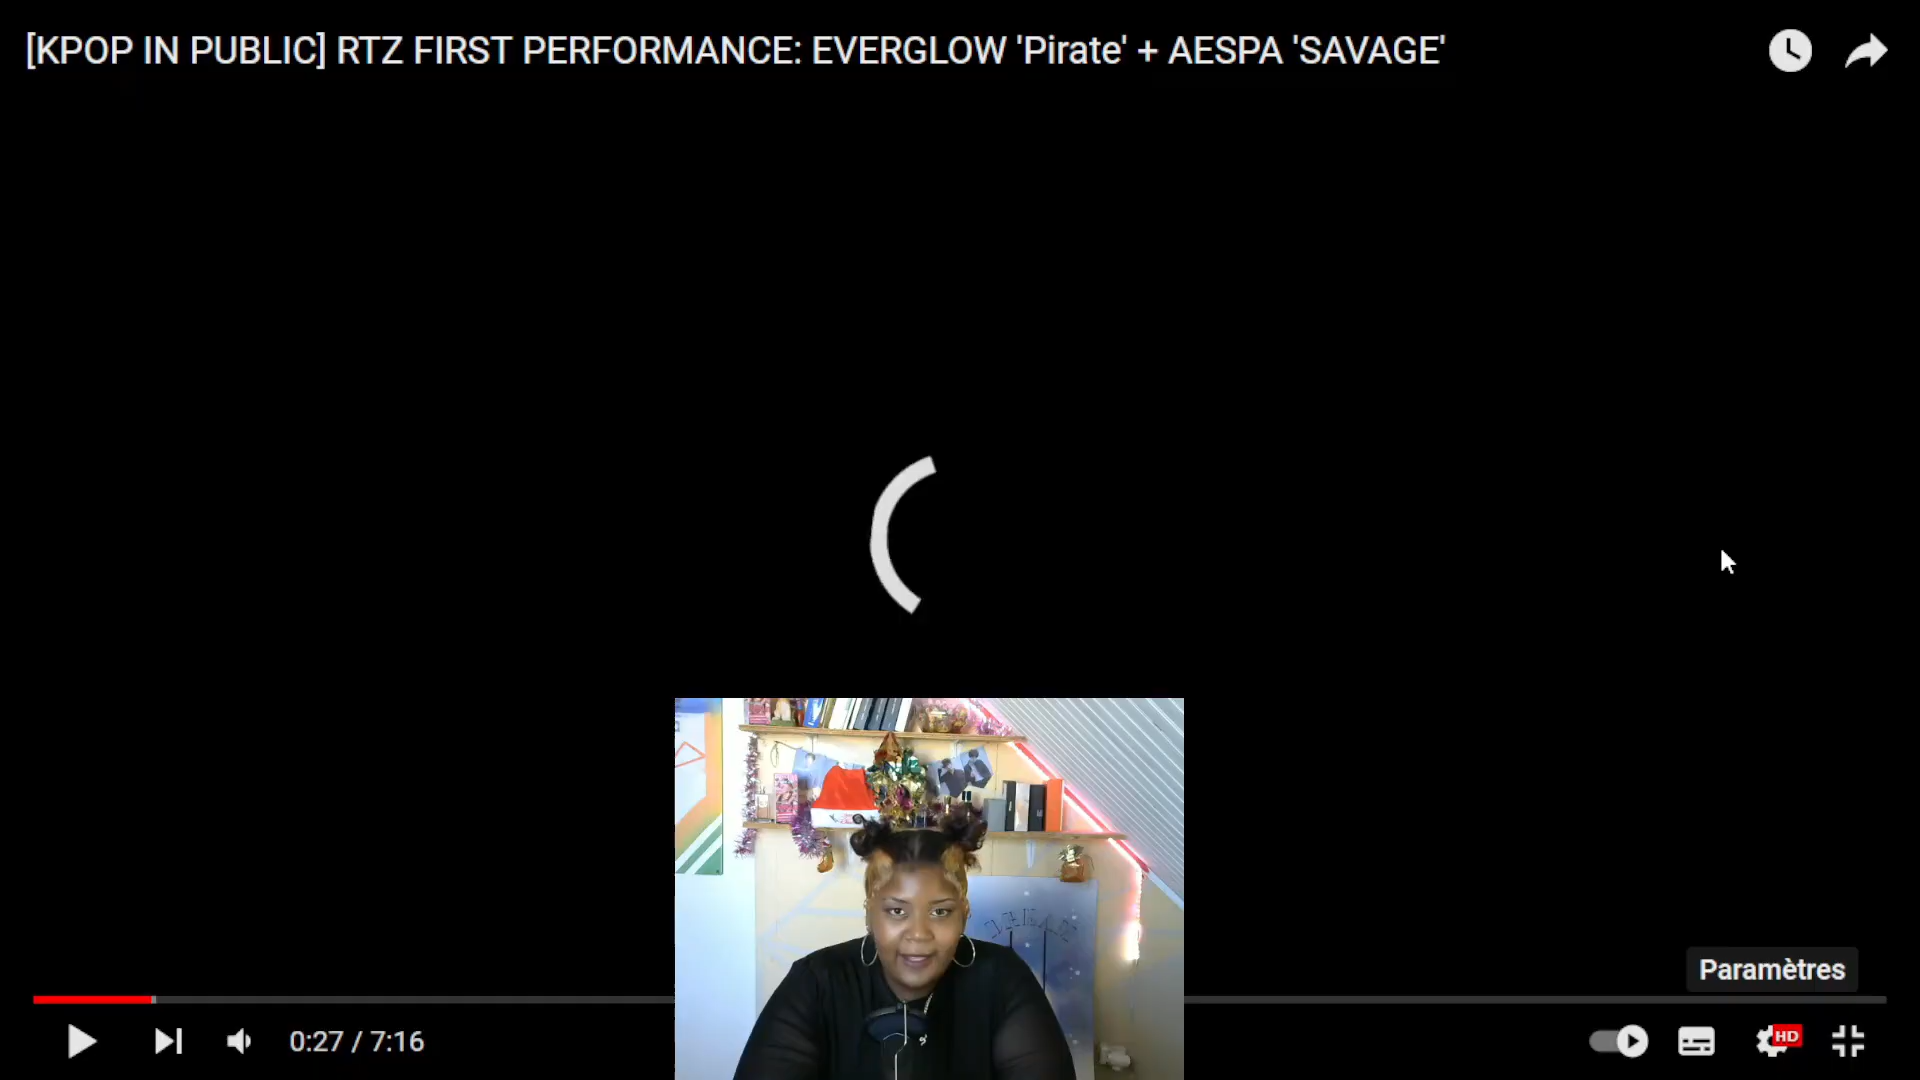 [KPOP IN PUBLIC] RTZ FIRST PERFORMANCE: EVERGLOW 'Pirate' + AESPA 'SAVAGE'
Paramètres
0:27 / 7:16
HD